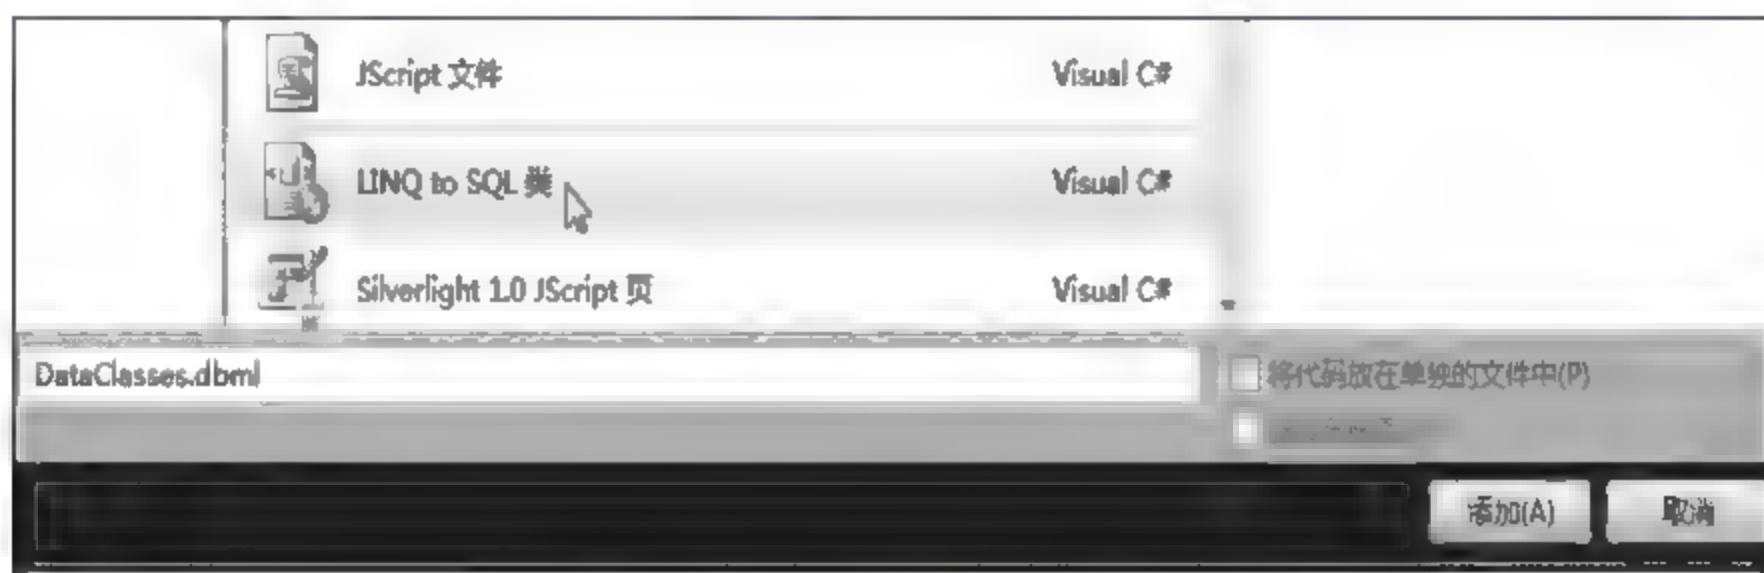 JScript 文件 Visual C#
LINQ to SQL 类 Visual C#
Silverlight 1.0 JScript 页 Visual C#
DataClasses.dbml 将代码放在单独的文件中(P)
添加(A) 取消